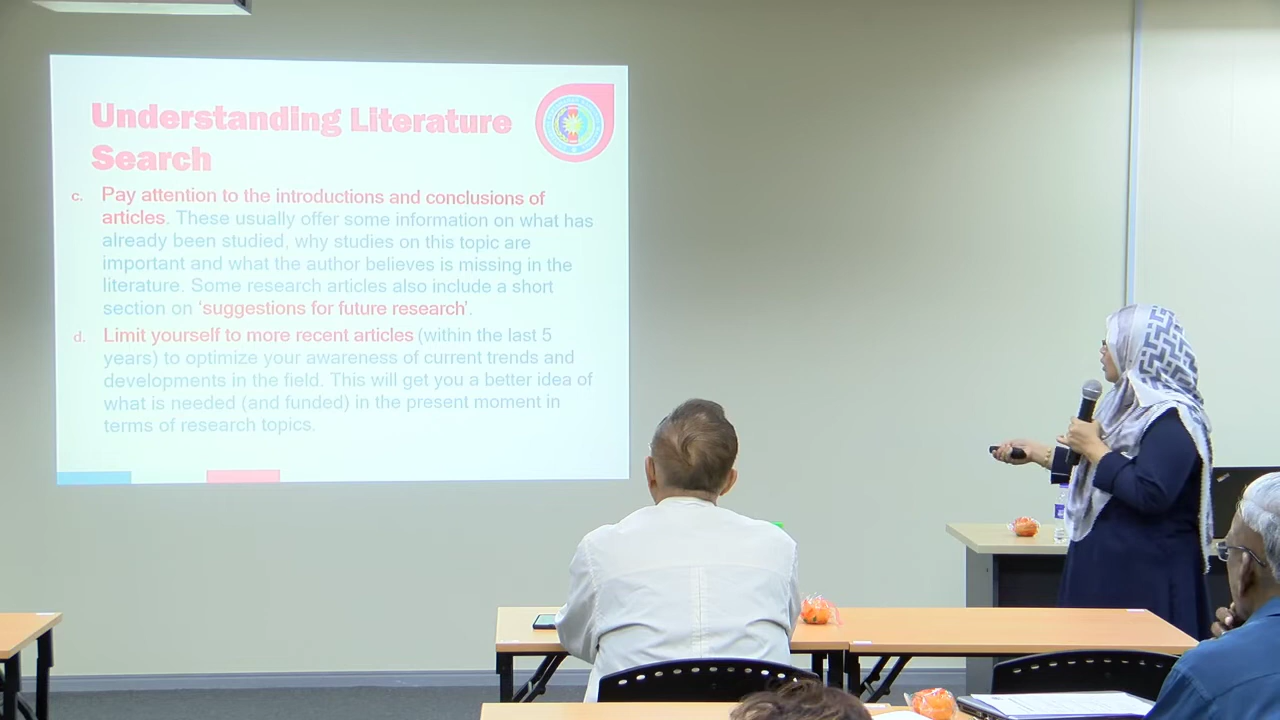 Understanding Literature
Search
c. Pay attention to the introductions and conclusions of
articles. These usually offer some information on what has
already been studied, why studies on this topic are
important and what the author believes is missing in the
literature. Some research articles also include a short
section on ‘suggestions for future research’.
d. Limit yourself to more recent articles (within the last 5
years) to optimize your awareness of current trends and
developments in the field. This will get you a better idea of
what is needed (and funded) in the present moment in
terms of research topics.